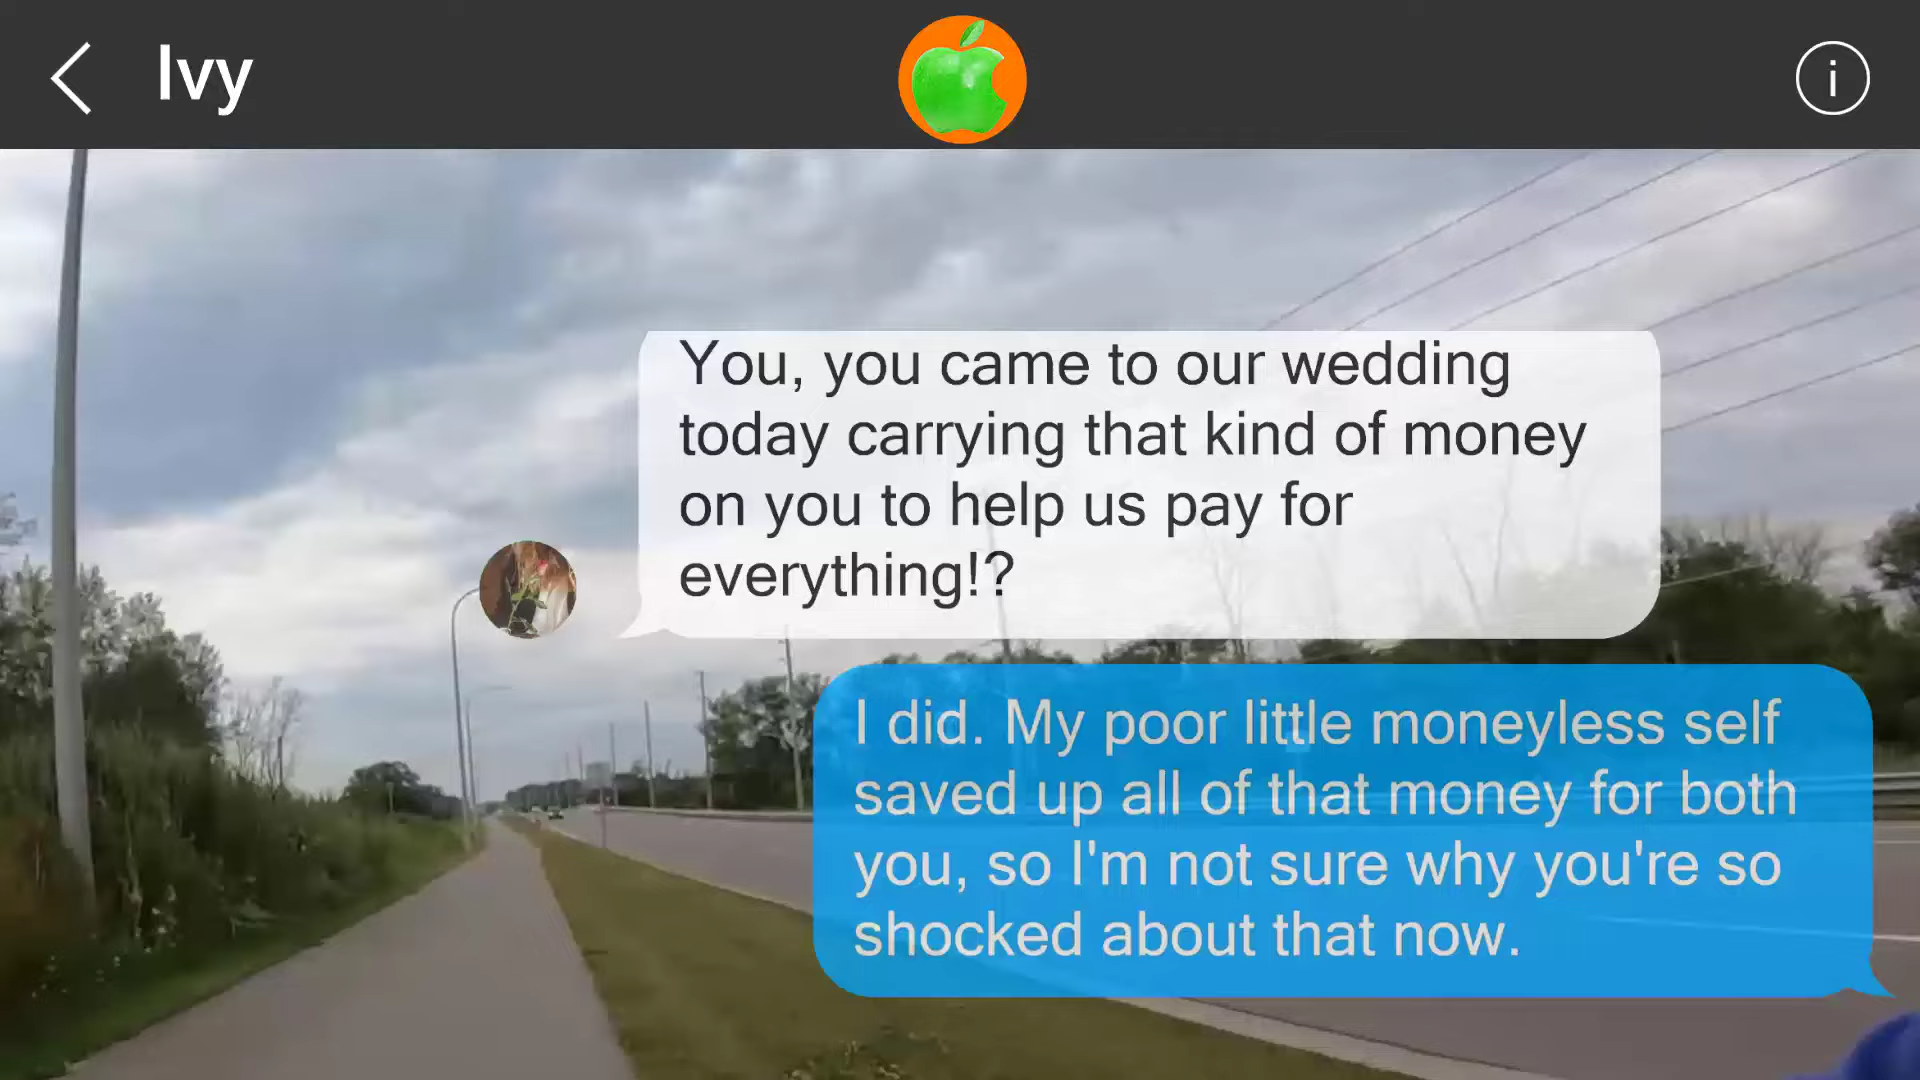 Ivy
i
You, you came to our wedding
today carrying that kind of money
on you to help us pay for
everything!?
I did. My poor little moneyless self
saved up all of that money for both
you, so I'm not sure why you're so
shocked about that now.